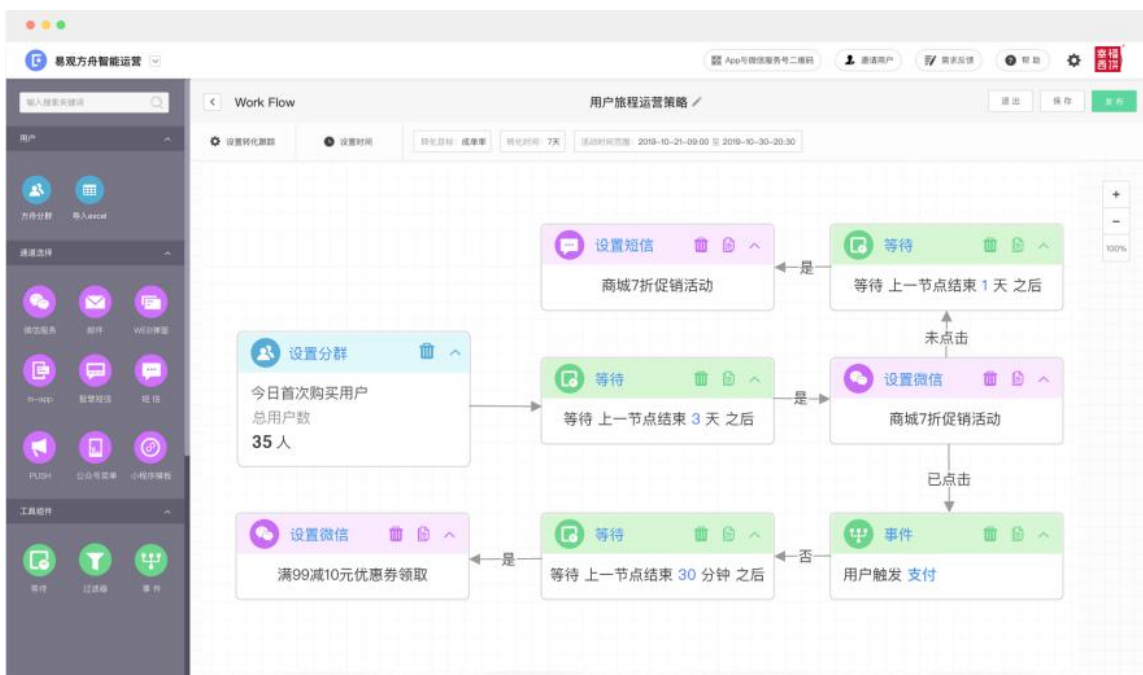 易观方舟智能运营
App与微信服务号二维码
邀请用户
需求反馈
帮助
幸福西饼
输入搜索关键词
Work Flow
用户旅程运营策略
退出
保存
发布
用户
设置转化跟踪
设置时间
转化目标: 成单率
转化时间: 7天
活动时间范围: 2019-10-21-09:00 至 2019-10-30-20:30
方舟分群
导入excel
+
-
100%
通道选择
微信服务
邮件
WEB弹窗
In-app
智慧短信
短信
PUSH
公众号菜单
小程序模板
工具组件
等待
过滤器
事件
设置短信
商城7折促销活动
是
等待
等待 上一节点结束 1 天 之后
未点击
设置分群
今日首次购买用户
总用户数
35 人
等待
等待 上一节点结束 3 天 之后
是
设置微信
商城7折促销活动
已点击
设置微信
满99减10元优惠券领取
是
等待
等待 上一节点结束 30 分钟 之后
否
事件
用户触发 支付